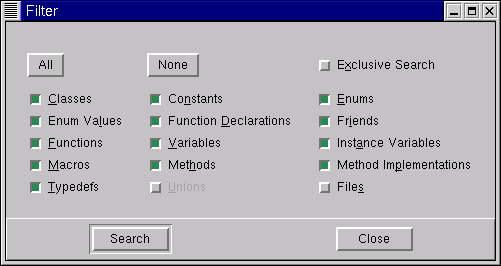 Filter
All None Exclusive Search
Classes Constants Enums
Enum Values Function Declarations Friends
Functions Variables Instance Variables
Macros Methods Method Implementations
Typedefs Unions Files
Search Close